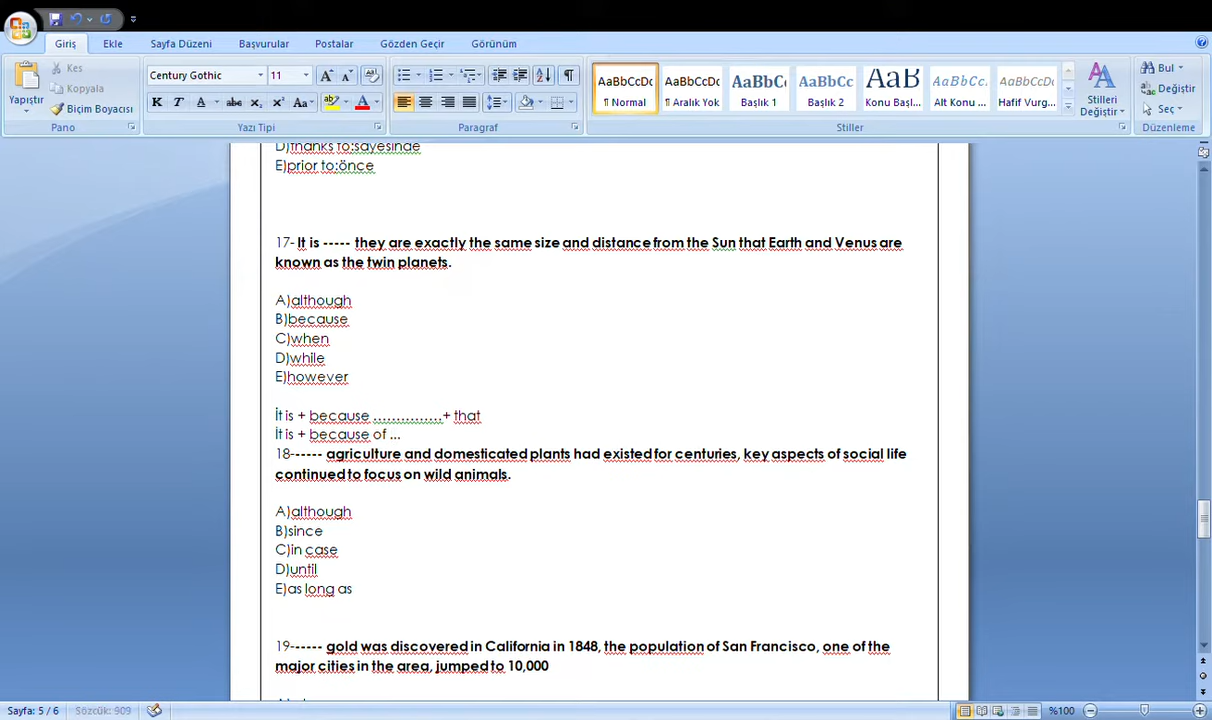 Giriş Ekle Sayfa Düzeni Başvurular Postalar Gözden Geçir Görünüm
Yapıştır
Kes
Kopyala
Biçim Boyacısı
Pano
Century Gothic 11
K T A abc x₂ x² Aa ab A
Yazı Tipi
Paragraf
AaBbCcDc AaBbCcDc AaBbC AaBbCc AaB AaBbCc. AaBbCcDc
¶ Normal ¶ Aralık Yok Başlık 1 Başlık 2 Konu Başl... Alt Konu ... Hafif Vurg...
Stilleri
Değiştir
Stiller
Bul
Değiştir
Seç
Düzenleme
D)thanks to:sayesinde
E)prior to:önce
17- It is ----- they are exactly the same size and distance from the Sun that Earth and Venus are
known as the twin planets.
A)although
B)because
C)when
D)while
E)however
İt is + because ……………+ that
İt is + because of ...
18------ agriculture and domesticated plants had existed for centuries, key aspects of social life
continued to focus on wild animals.
A)although
B)since
C)in case
D)until
E)as long as
19------ gold was discovered in California in 1848, the population of San Francisco, one of the
major cities in the area, jumped to 10,000
Sayfa: 5 / 6 Sözcük: 909 %100